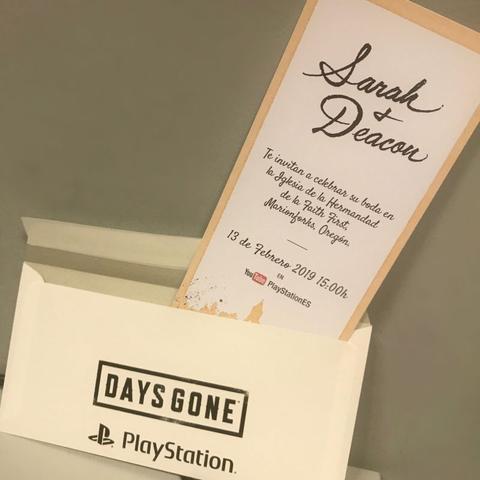 Sarah
+
Deacon
Te invitan a celebrar su boda en
la Iglesia de la Hermandad
de la Faith First,
Marionforks, Oregón.
13 de Febrero 2019 15:00h
EN
YouTube PlayStationES
DAYS GONE
PlayStation.